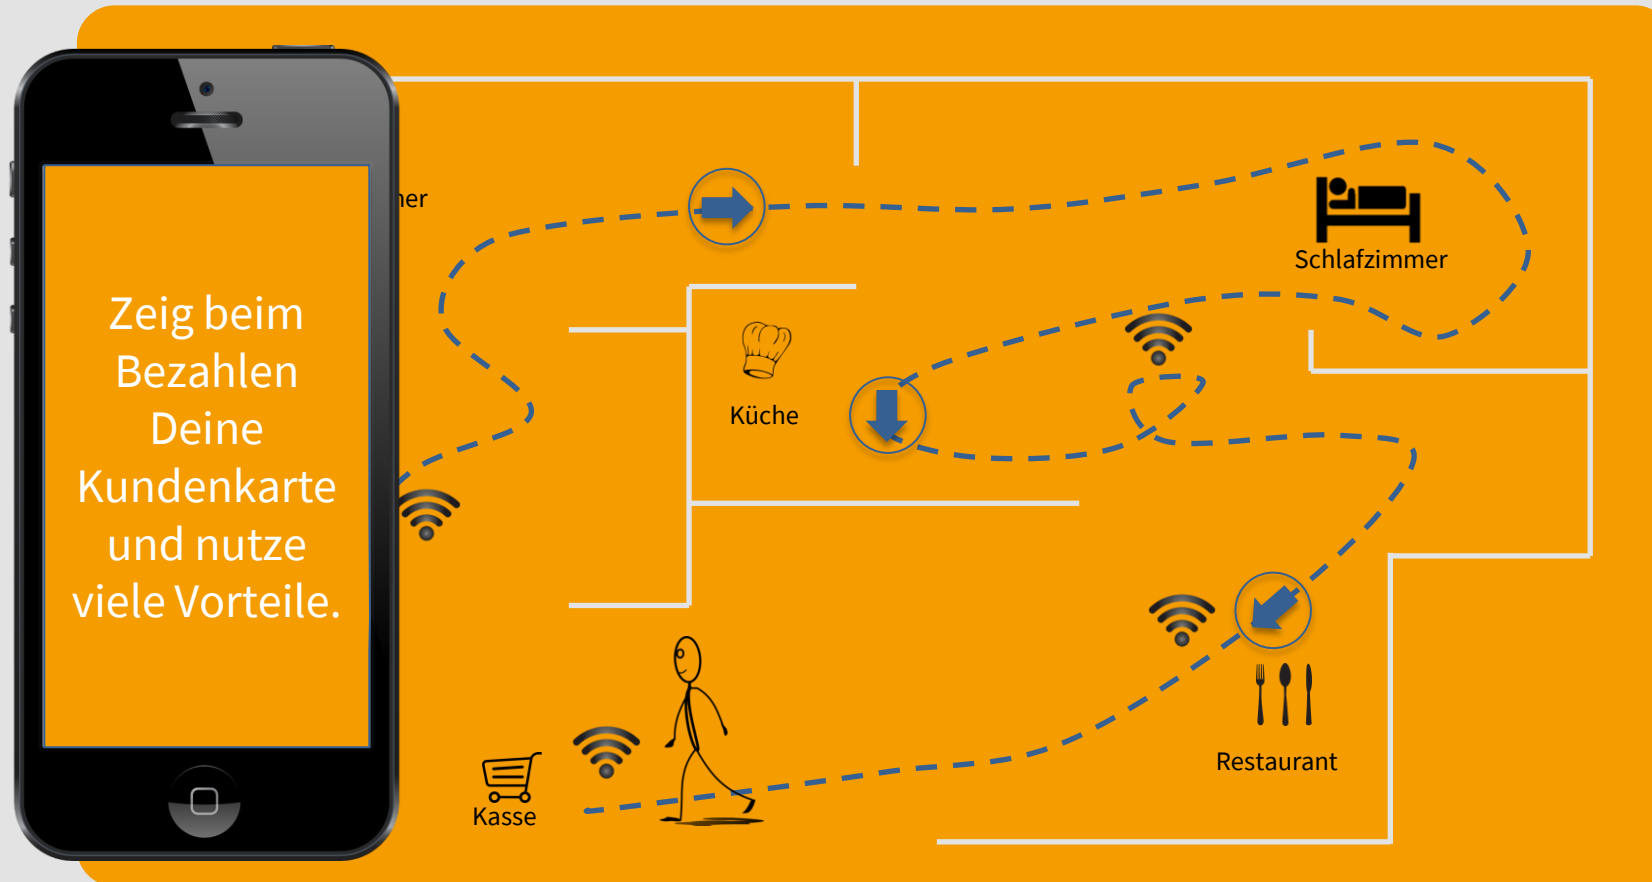 Zeig beim
Bezahlen
Deine
Kundenkarte
und nutze
viele Vorteile.
Schlafzimmer
Küche
Restaurant
Kasse